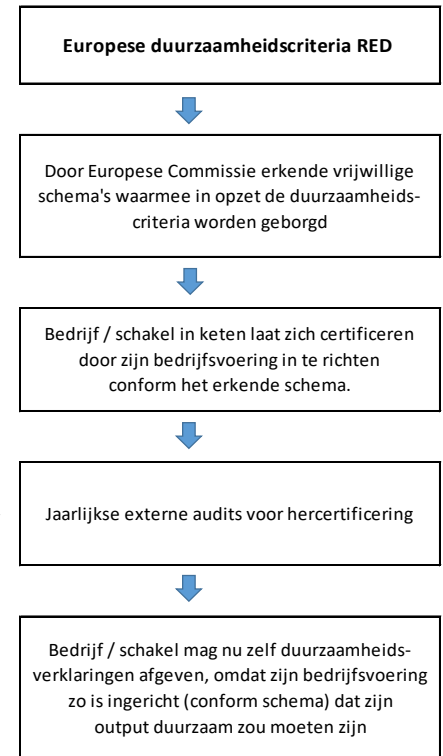 Europese duurzaamheidscriteria RED
Door Europese Commissie erkende vrijwillige
schema's waarmee in opzet de duurzaamheids-
criteria worden geborgd
Bedrijf / schakel in keten laat zich certificeren
door zijn bedrijfsvoering in te richten
conform het erkende schema.
Jaarlijkse externe audits voor hercertificering
Bedrijf / schakel mag nu zelf duurzaamheids-
verklaringen afgeven, omdat zijn bedrijfsvoering
zo is ingericht (conform schema) dat zijn
output duurzaam zou moeten zijn